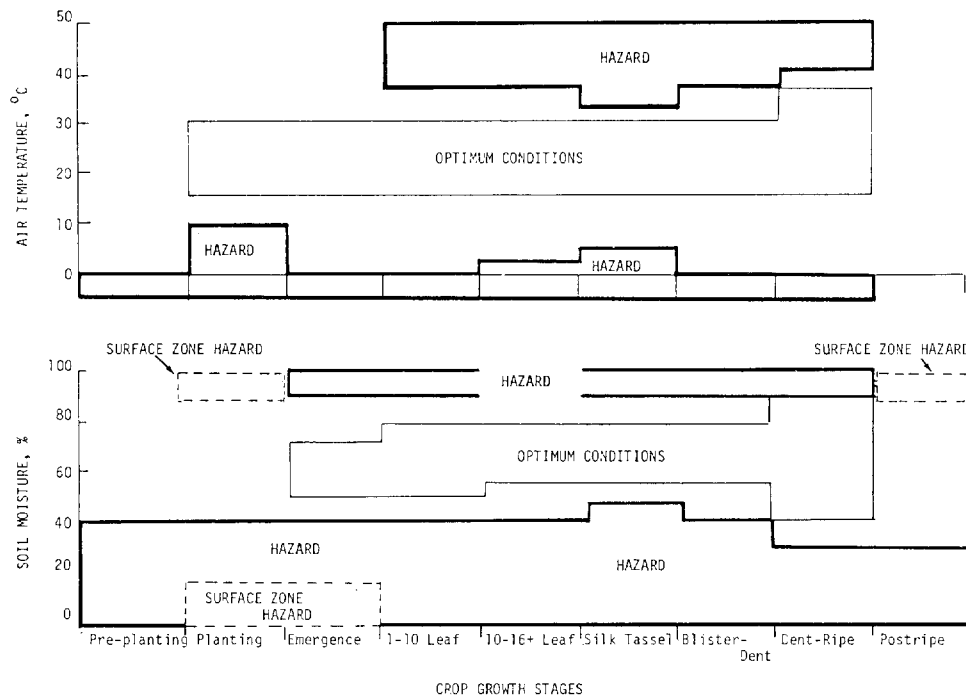 50
40
30
20
10
0
AIR TEMPERATURE, °C
HAZARD
OPTIMUM CONDITIONS
HAZARD
HAZARD
SURFACE ZONE HAZARD
SURFACE ZONE HAZARD
100
80
60
40
20
0
SOIL MOISTURE, %
HAZARD
OPTIMUM CONDITIONS
HAZARD
HAZARD
SURFACE ZONE
HAZARD
Pre-planting
Planting
Emergence
1-10 Leaf
10-16+ Leaf
Silk Tassel
Blister-
Dent
Dent-Ripe
Postripe
CROP GROWTH STAGES